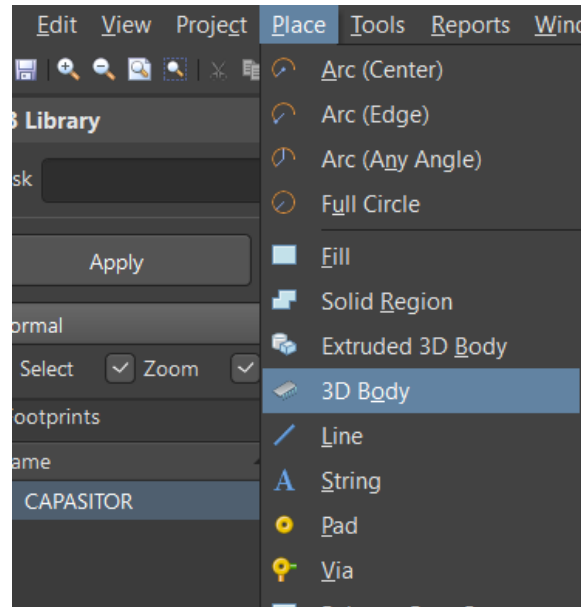 Edit View Project Place Tools Reports
Library
sk
Apply
ormal
Select Zoom
ootprints
ame
CAPASITOR
Arc (Center)
Arc (Edge)
Arc (Any Angle)
Full Circle
Fill
Solid Region
Extruded 3D Body
3D Body
Line
String
Pad
Via